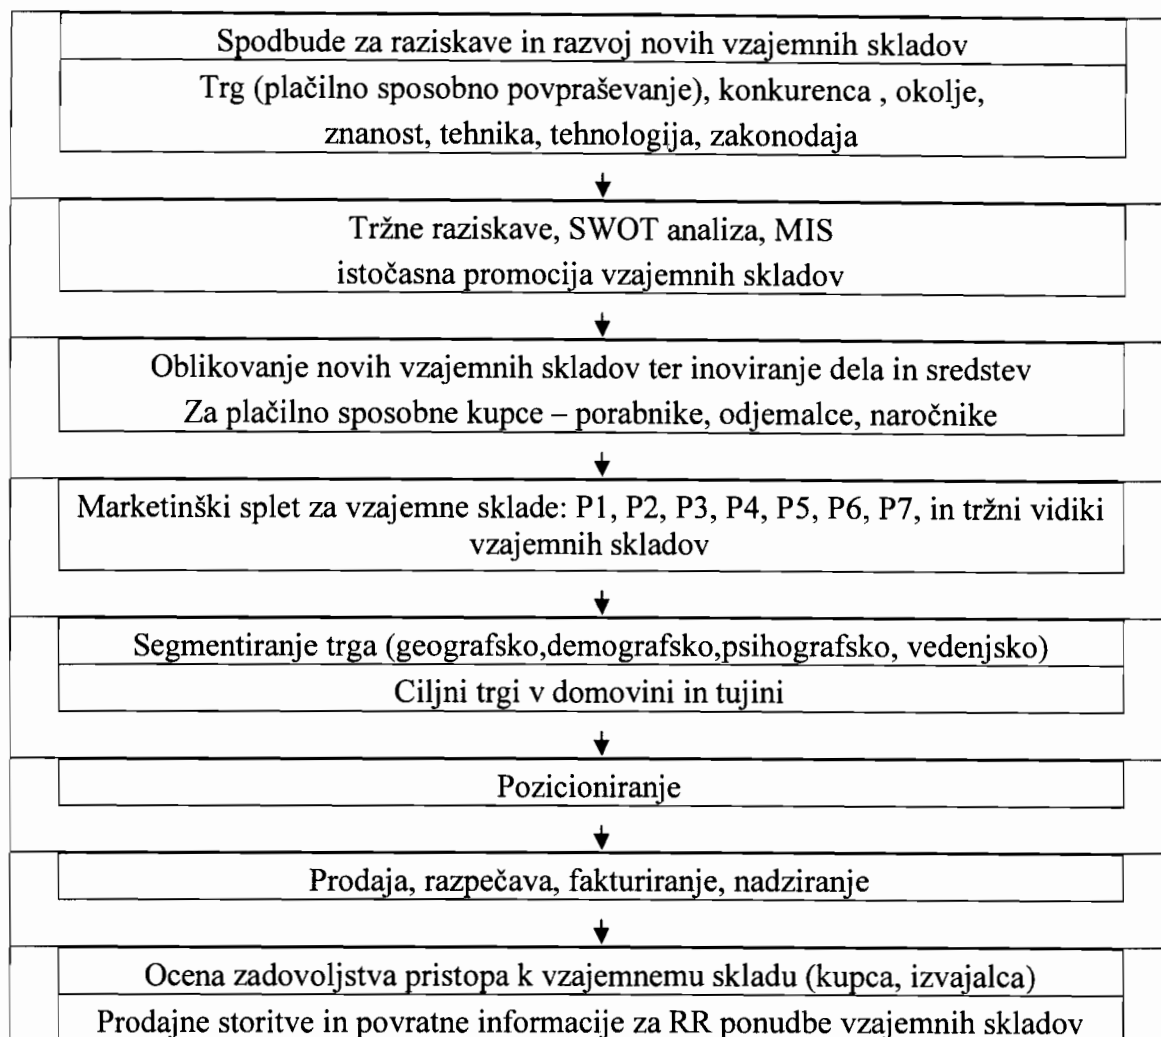 Spodbude za raziskave in razvoj novih vzajemnih skladov
Trg (plačilno sposobno povpraševanje), konkurenca , okolje,
znanost, tehnika, tehnologija, zakonodaja
Tržne raziskave, SWOT analiza, MIS
istočasna promocija vzajemnih skladov
Oblikovanje novih vzajemnih skladov ter inoviranje dela in sredstev
Za plačilno sposobne kupce – porabnike, odjemalce, naročnike
Marketinški splet za vzajemne sklade: P1, P2, P3, P4, P5, P6, P7, in tržni vidiki
vzajemnih skladov
Segmentiranje trga (geografsko,demografsko,psihografsko, vedenjsko)
Ciljni trgi v domovini in tujini
Pozicioniranje
Prodaja, razpečava, fakturiranje, nadziranje
Ocena zadovoljstva pristopa k vzajemnemu skladu (kupca, izvajalca)
Prodajne storitve in povratne informacije za RR ponudbe vzajemnih skladov